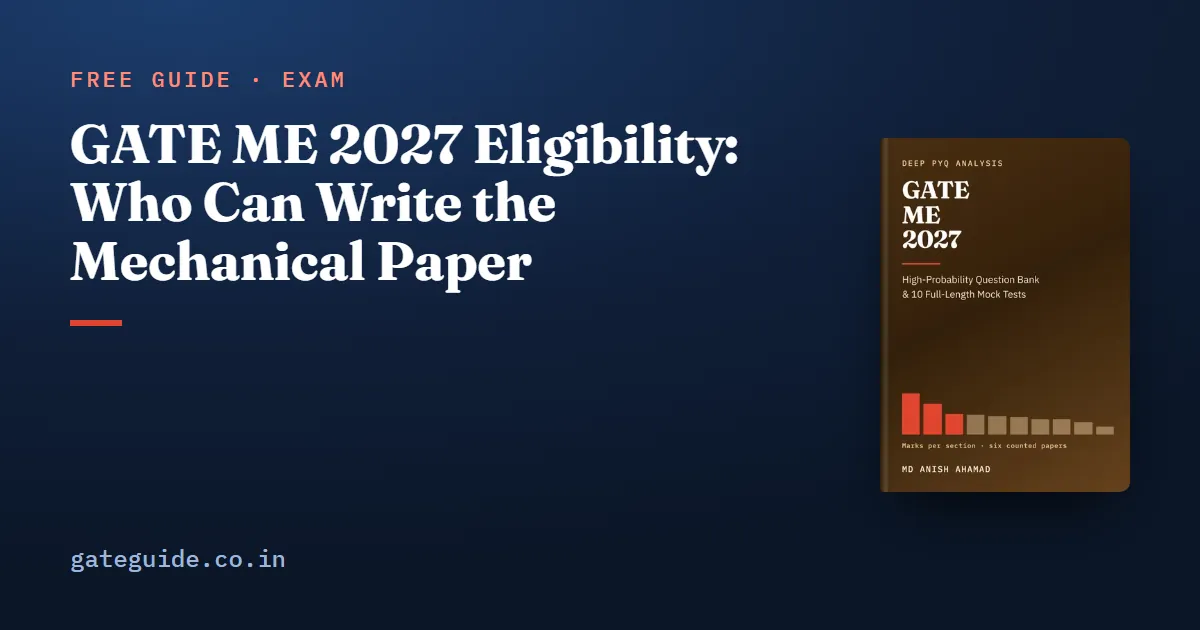 FREE GUIDE · EXAM
GATE ME 2027 Eligibility:
Who Can Write the
Mechanical Paper
gateguide.co.in
DEEP PYQ ANALYSIS
GATE
ME
2027
High-Probability Question Bank
& 10 Full-Length Mock Tests
Marks per section · six counted papers
MD ANISH AHAMAD